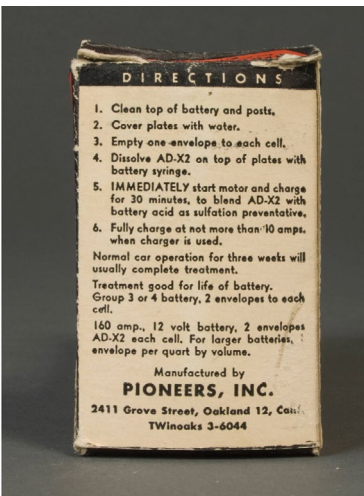 DIRECTIONS
1. Clean top of battery and posts.
2. Cover plates with water.
3. Empty one envelope to each cell.
4. Dissolve AD-X2 on top of plates with
battery syringe.
5. IMMEDIATELY start motor and charge
for 30 minutes, to blend AD-X2 with
battery acid as sulfation preventative.
6. Fully charge at not more than 10 amps.
when charger is used.
Normal car operation for three weeks will
usually complete treatment.
Treatment good for life of battery.
Group 3 or 4 battery, 2 envelopes to each
cell.
160 amp., 12 volt battery, 2 envelopes
AD-X2 each cell. For larger batteries,
envelope per quart by volume.
Manufactured by
PIONEERS, INC.
2411 Grove Street, Oakland 12, Calif.
TWinoaks 3-6044